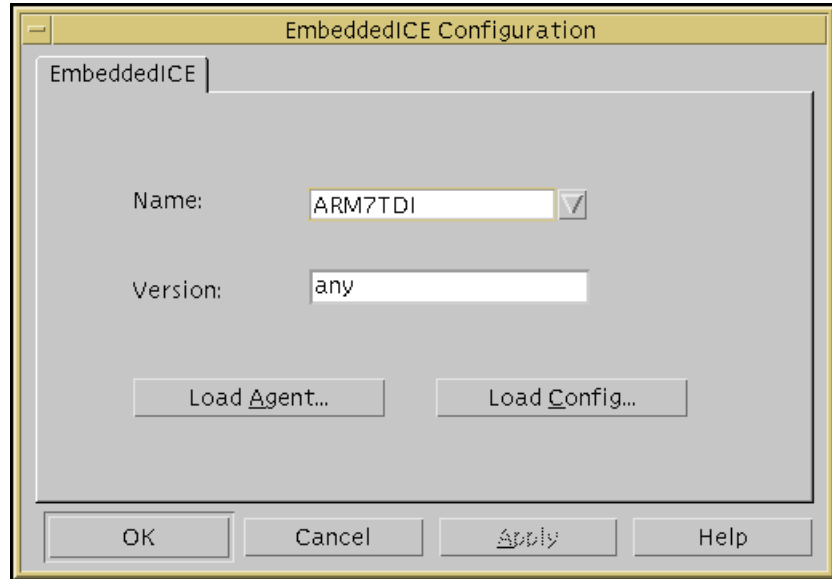 EmbeddedICE Configuration
EmbeddedICE
Name: ARM7TDI
Version: any
Load Agent... Load Config...
OK Cancel Apply Help